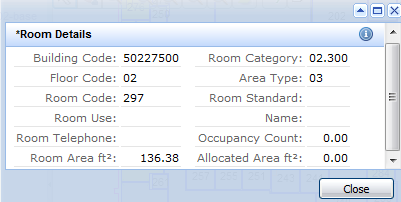 *Room Details
Building Code: 50227500 Room Category: 02.300
Floor Code: 02 Area Type: 03
Room Code: 297 Room Standard:
Room Use: Name:
Room Telephone: Occupancy Count: 0.00
Room Area ft²: 136.38 Allocated Area ft²: 0.00
Close